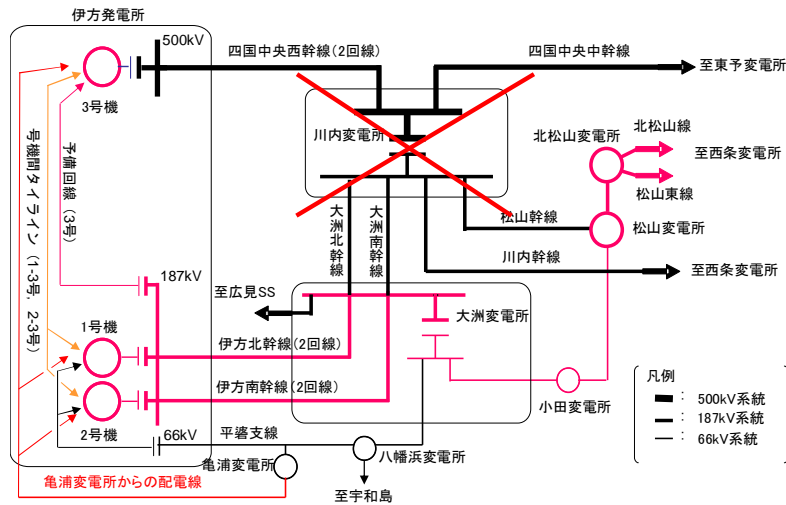 伊方発電所
500kV
四国中央西幹線(2回線)
四国中央中幹線
至東予変電所
3号機
川内変電所
北松山変電所
北松山線
至西条変電所
松山東線
予備回線(3号)
号機間タイライン(1-3号, 2-3号)
大洲北幹線
大洲南幹線
松山幹線
松山変電所
川内幹線
至西条変電所
187kV
至広見SS
大洲変電所
1号機
伊方北幹線(2回線)
伊方南幹線(2回線)
2号機
小田変電所
凡例
: 500kV系統
: 187kV系統
: 66kV系統
66kV
平碆支線
亀浦変電所
八幡浜変電所
亀浦変電所からの配電線
至宇和島